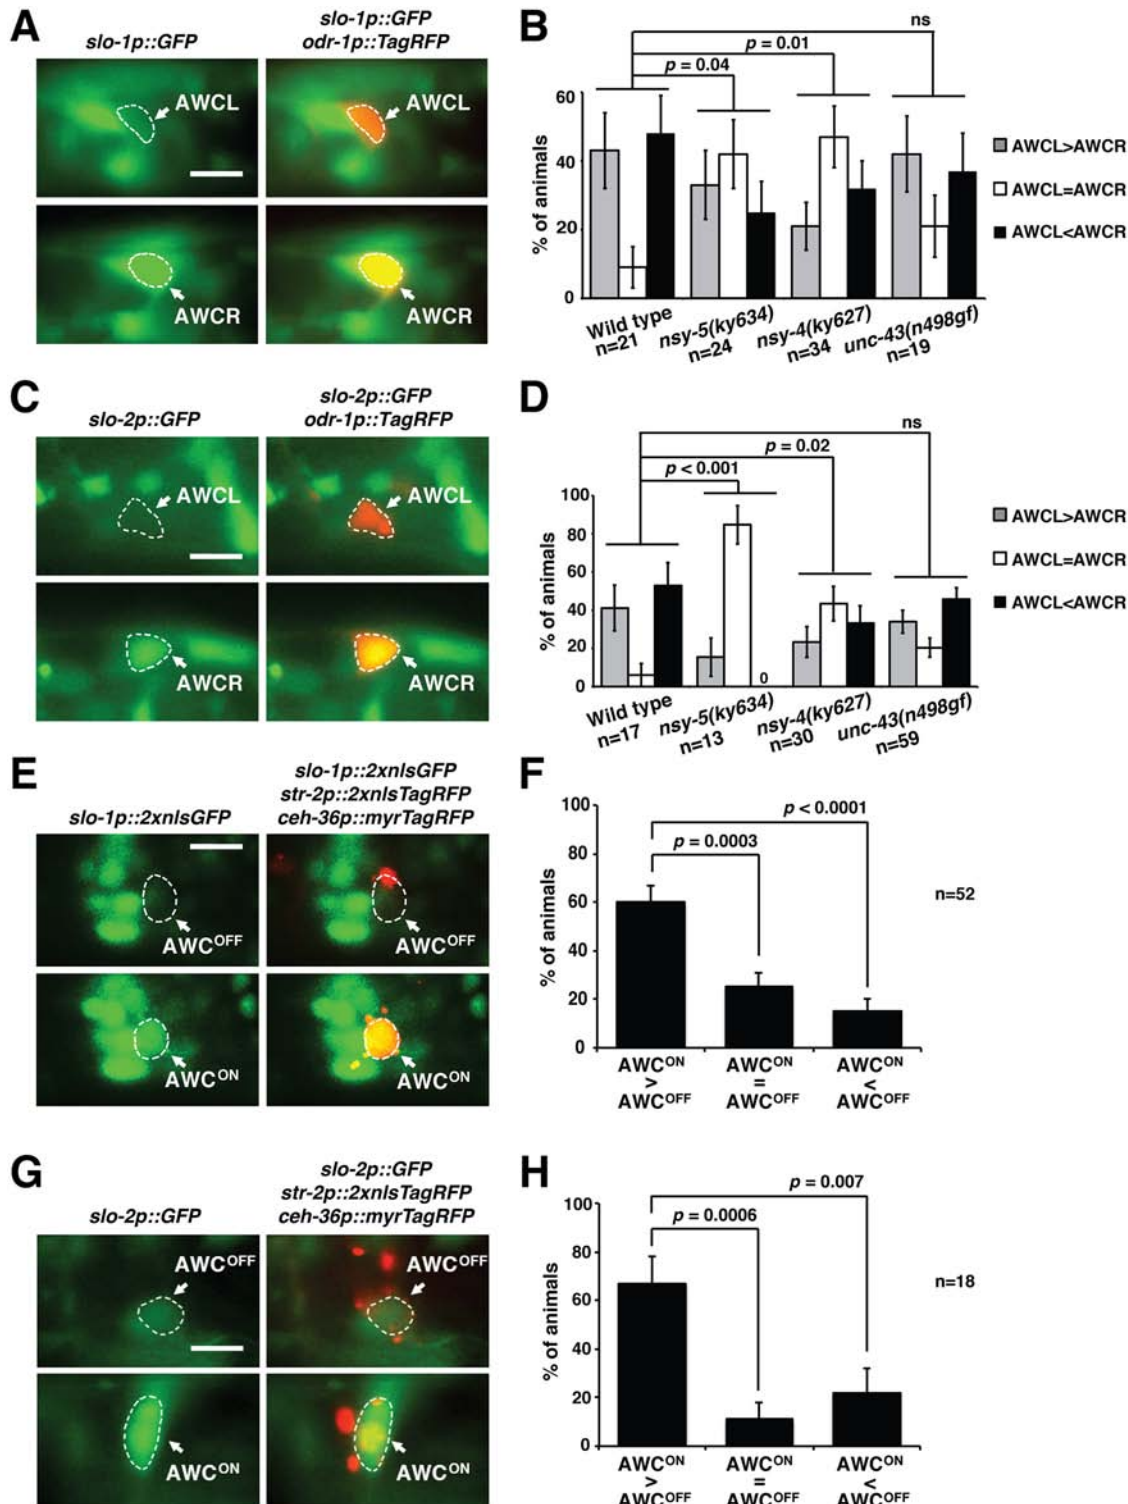 A
slo-1p::GFP
slo-1p::GFP
odr-1p::TagRFP
AWCL
AWCL
AWCR
AWCR
B
ns
p = 0.01
p = 0.04
% of animals
60
40
20
0
Wild type
n=21
nsy-5(ky634)
n=24
nsy-4(ky627)
n=34
unc-43(n498gf)
n=19
AWCL>AWCR
AWCL=AWCR
AWCL<AWCR
C
slo-2p::GFP
slo-2p::GFP
odr-1p::TagRFP
AWCL
AWCL
AWCR
AWCR
D
ns
p = 0.02
p < 0.001
% of animals
100
80
60
40
20
0
0
Wild type
n=17
nsy-5(ky634)
n=13
nsy-4(ky627)
n=30
unc-43(n498gf)
n=59
AWCL>AWCR
AWCL=AWCR
AWCL<AWCR
E
slo-1p::2xnlsGFP
slo-1p::2xnlsGFP
str-2p::2xnlsTagRFP
ceh-36p::myrTagRFP
AWCOFF
AWCOFF
AWCON
AWCON
F
p < 0.0001
p = 0.0003
% of animals
100
80
60
40
20
0
n=52
AWCON
>
AWCOFF
AWCON
=
AWCOFF
AWCON
<
AWCOFF
G
slo-2p::GFP
slo-2p::GFP
str-2p::2xnlsTagRFP
ceh-36p::myrTagRFP
AWCOFF
AWCOFF
AWCON
AWCON
H
p = 0.007
p = 0.0006
% of animals
100
80
60
40
20
0
n=18
AWCON
>
AWCOFF
AWCON
=
AWCOFF
AWCON
<
AWCOFF